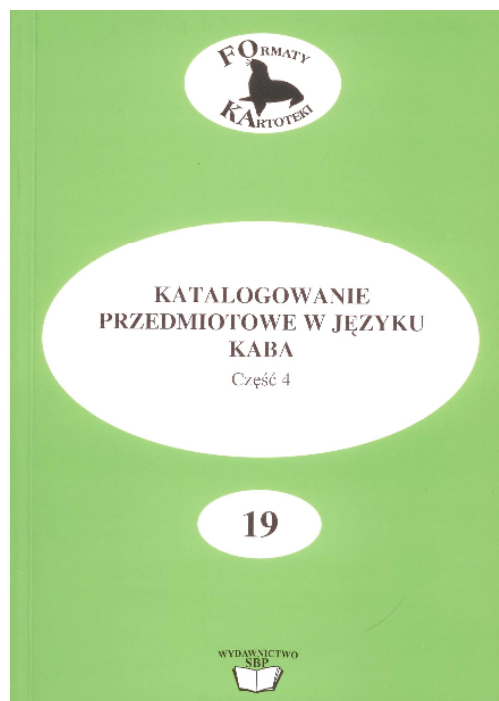 FORMATY
KARTOTEKI
KATALOGOWANIE
PRZEDMIOTOWE W JĘZYKU
KABA
Część 4
19
WYDAWNICTWO
SBP